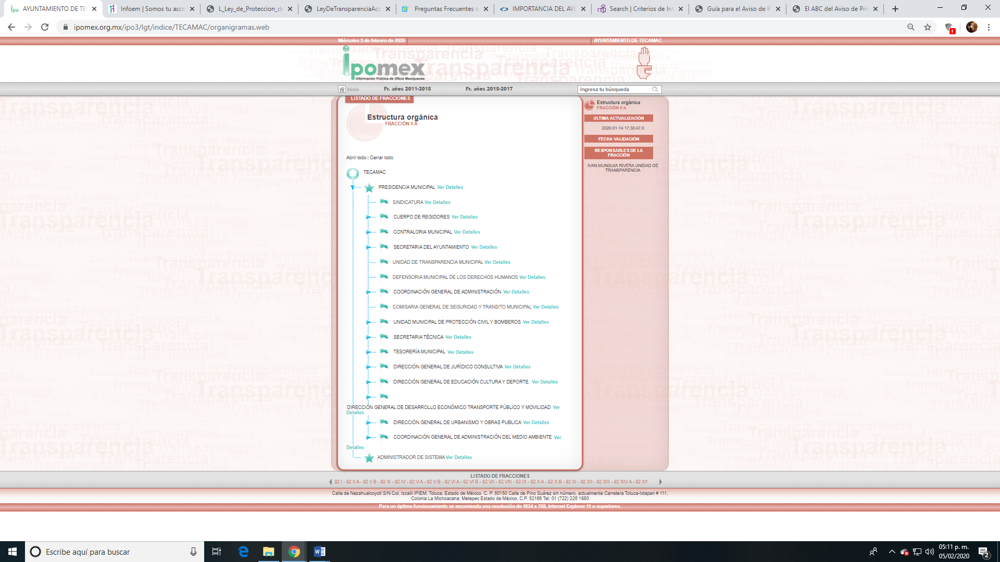 AYUNTAMIENTO DE TE
Infoem | Somos tu acce
L_Ley_de_Proteccion_de
LeyDeTransparenciaAcc
Preguntas Frecuentes s
IMPORTANCIA DEL AVI
Search | Criterios de Int
Guía para el Aviso de P
El ABC del Aviso de Pri
ipomex.org.mx/ipo3/lgt/indice/TECAMAC/organigramas.web
Miércoles 5 de febrero de 2020
AYUNTAMIENTO DE TECAMAC
ipomex
Información Pública de Oficio Mexiquense
Transparencia
Inicio
Fr. años 2011-2015
Fr. años 2015-2017
Ingresa tu búsqueda
LISTADO DE FRACCIONES
Estructura orgánica
FRACCIÓN II A
Abrir todo | Cerrar todo
TECAMAC
PRESIDENCIA MUNICIPAL Ver Detalles
SINDICATURA Ver Detalles
CUERPO DE REGIDORES Ver Detalles
CONTRALORIA MUNICIPAL Ver Detalles
SECRETARIA DEL AYUNTAMIENTO Ver Detalles
UNIDAD DE TRANSPARENCIA MUNICIPAL Ver Detalles
DEFENSORIA MUNICIPAL DE LOS DERECHOS HUMANOS Ver Detalles
COORDINACIÓN GENERAL DE ADMINISTRACIÓN Ver Detalles
COMISARIA GENERAL DE SEGURIDAD Y TRANSITO MUNICIPAL Ver Detalles
UNIDAD MUNICIPAL DE PROTECCIÓN CIVIL Y BOMBEROS Ver Detalles
SECRETARIA TÉCNICA Ver Detalles
TESORERÍA MUNICIPAL Ver Detalles
DIRECCIÓN GENERAL DE JURÍDICO CONSULTIVA Ver Detalles
DIRECCIÓN GENERAL DE EDUCACIÓN CULTURA Y DEPORTE. Ver Detalles
DIRECCIÓN GENERAL DE DESARROLLO ECONÓMICO TRANSPORTE PÚBLICO Y MOVILIDAD Ver
Detalles
DIRECCIÓN GENERAL DE URBANISMO Y OBRAS PUBLICA Ver Detalles
COORDINACIÓN GENERAL DE ADMINISTRACIÓN DEL MEDIO AMBIENTE Ver
Detalles
ADMINISTRADOR DE SISTEMA Ver Detalles
Estructura orgánica
FRACCIÓN II A
ULTIMA ACTUALIZACIÓN
2020-01-14 17:30:47.0
FECHA VALIDACIÓN
RESPONSABLES DE LA
FRACCIÓN
IVAN MUNGUIA RIVERA UNIDAD DE
TRANSPARENCIA
LISTADO DE FRACCIONES
92 I - 92 II A - 92 II B - 92 III - 92 IV - 92 V A - 92 V B - 92 VI A - 92 VI B - 92 VII - 92 VIII - 92 IX - 92 X A - 92 X B - 92 XI - 92 XII - 92 XIII - 92 XIV A - 92 XIV
Calle de Nezahualcoyotl S/N Col. Izcalli IPIEM, Toluca, Estado de México. C. P. 50150 Calle de Pino Suárez sin número, actualmente Carretera Toluca-Ixtapan # 111,
Colonia La Michoacana; Metepec Estado de México, C.P. 52166 Tel: 01 (722) 226 1980
Para un óptimo funcionamiento se recomienda una resolución de 1024 x 768, Internet Explorer 11 o superiores.
Escribe aquí para buscar
05:11 p. m.
05/02/2020
2